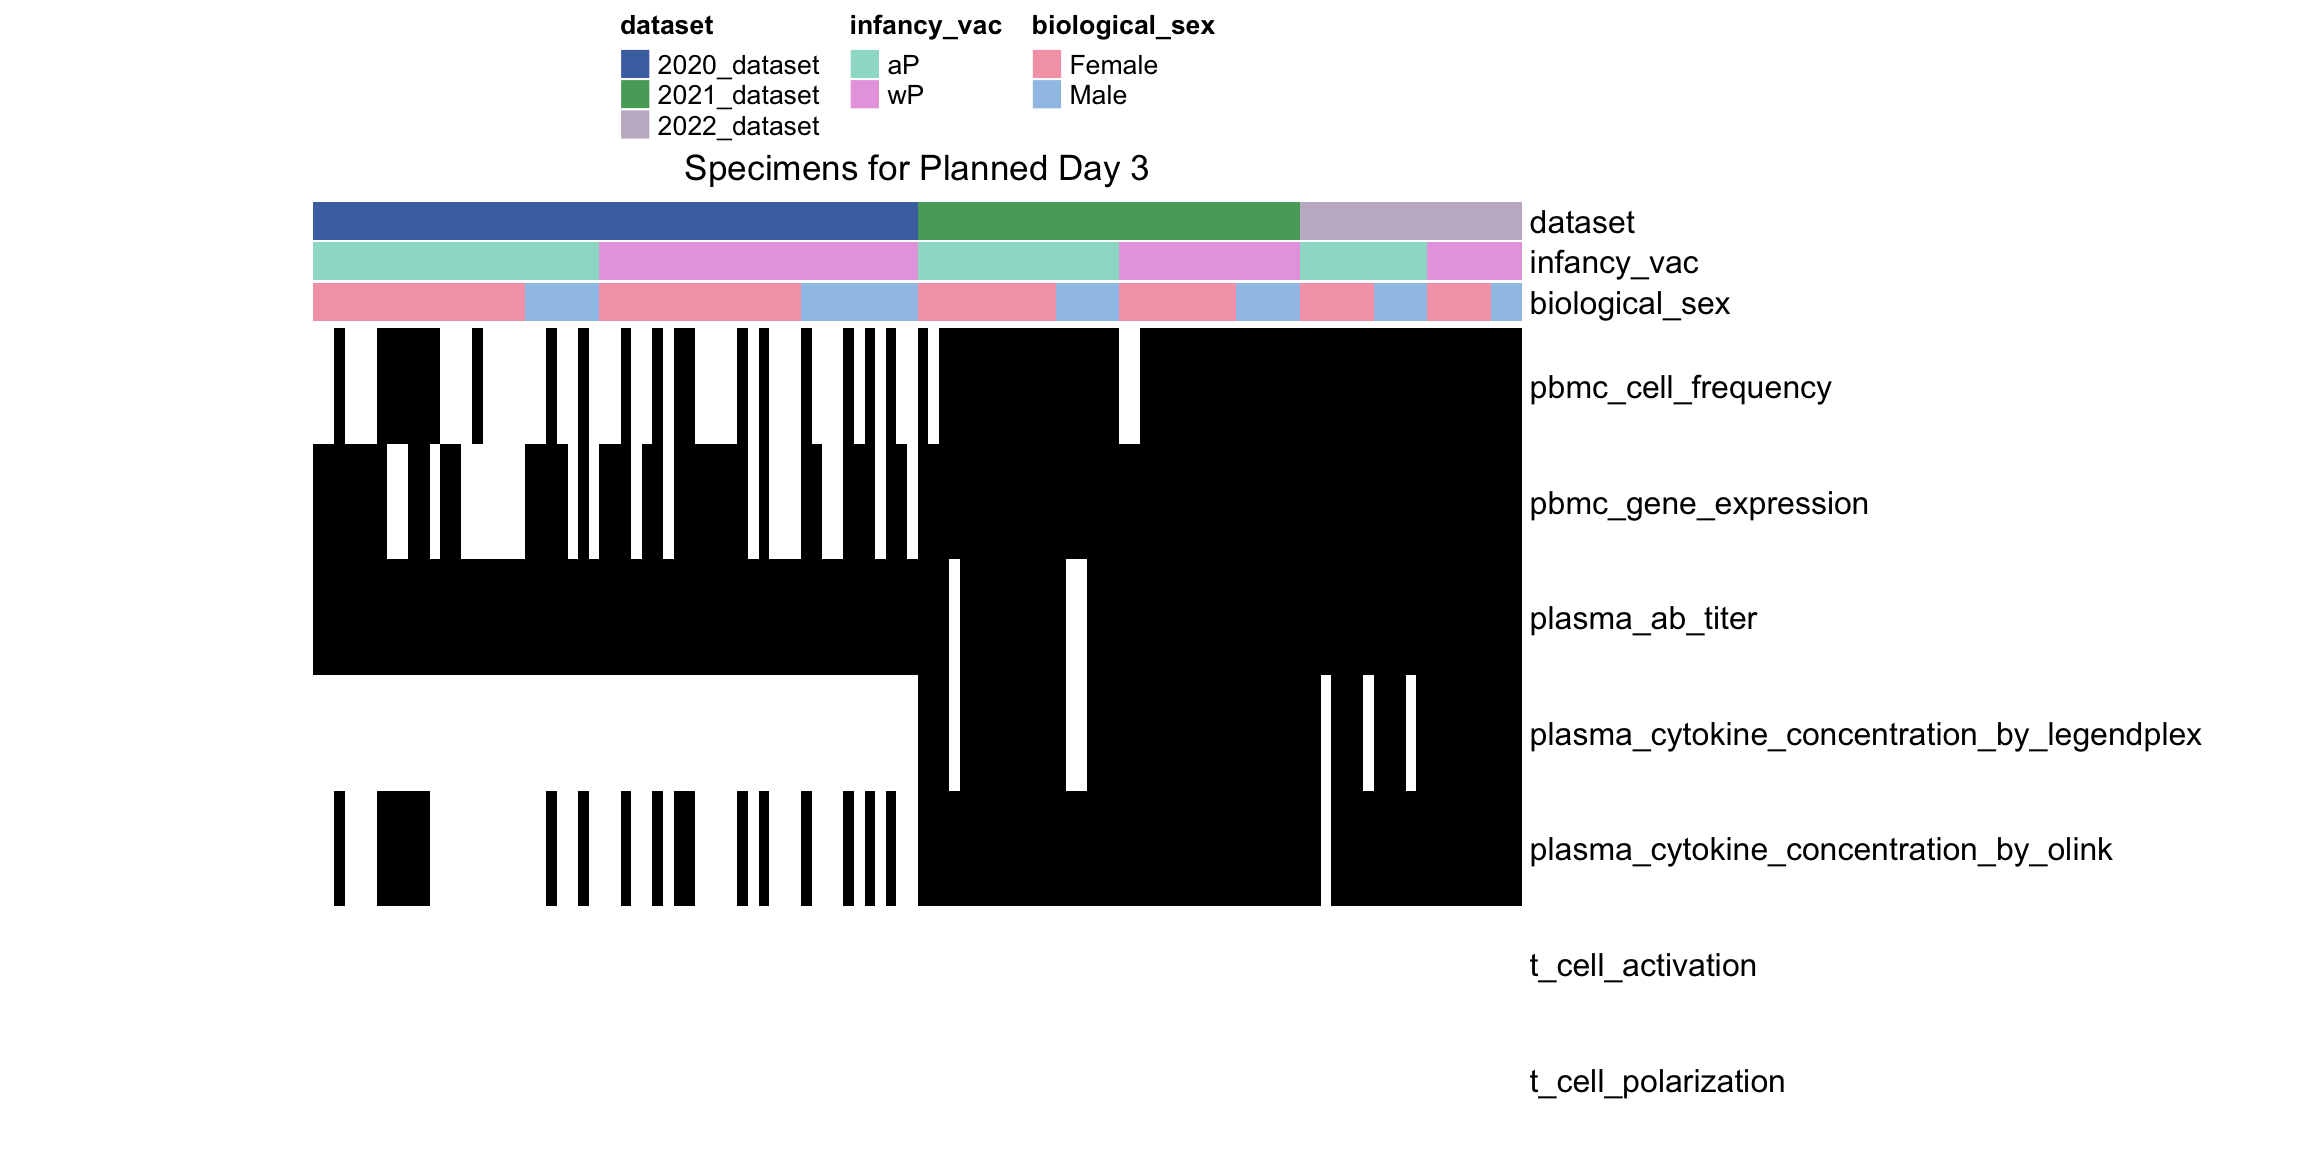 dataset
2020_dataset
2021_dataset
2022_dataset
infancy_vac
aP
wP
biological_sex
Female
Male
Specimens for Planned Day 3
dataset
infancy_vac
biological_sex
pbmc_cell_frequency
pbmc_gene_expression
plasma_ab_titer
plasma_cytokine_concentration_by_legendplex
plasma_cytokine_concentration_by_olink
t_cell_activation
t_cell_polarization